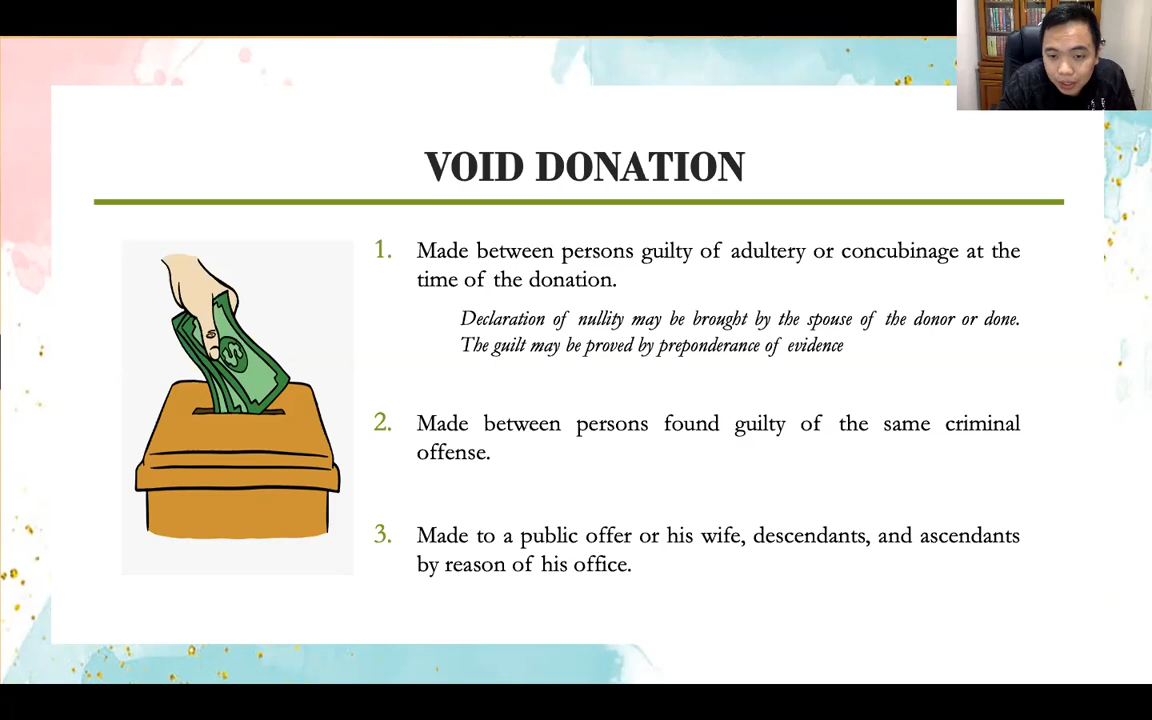 VOID DONATION
1. Made between persons guilty of adultery or concubinage at the
time of the donation.
Declaration of nullity may be brought by the spouse of the donor or done.
The guilt may be proved by preponderance of evidence
2. Made between persons found guilty of the same criminal
offense.
3. Made to a public offer or his wife, descendants, and ascendants
by reason of his office.